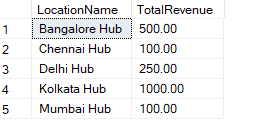 LocationName TotalRevenue
1 Bangalore Hub 500.00
2 Chennai Hub 100.00
3 Delhi Hub 250.00
4 Kolkata Hub 1000.00
5 Mumbai Hub 100.00